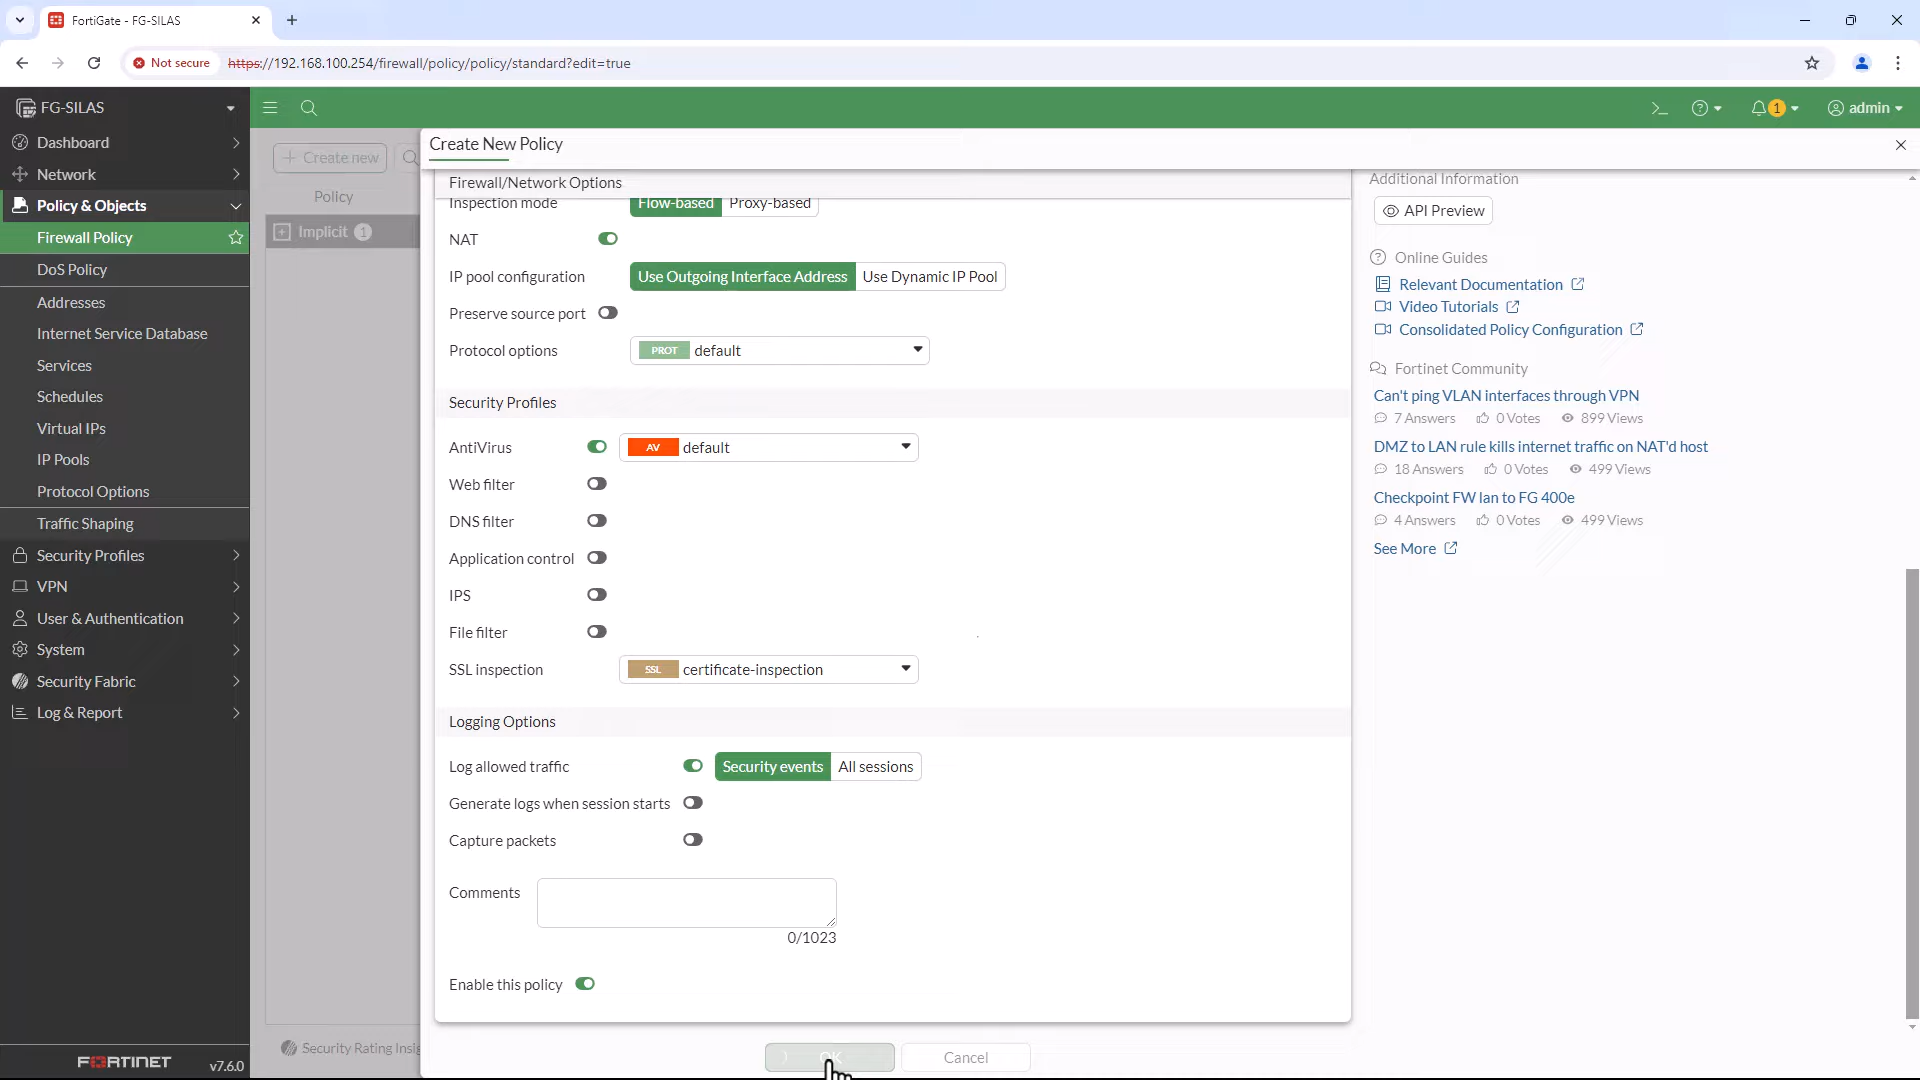 FortiGate - FG-SILAS
Not secure
https://192.168.100.254/firewall/policy/policy/standard?edit=true
FG-SILAS
1
admin
Dashboard
Network
Policy & Objects
Firewall Policy
DoS Policy
Addresses
Internet Service Database
Services
Schedules
Virtual IPs
IP Pools
Protocol Options
Traffic Shaping
Security Profiles
VPN
User & Authentication
System
Security Fabric
Log & Report
FORTINET
v7.6.0
Create new
Policy
Implicit 1
Security Rating Insig
Create New Policy
Firewall/Network Options
Inspection mode Flow-based Proxy-based
NAT
IP pool configuration Use Outgoing Interface Address Use Dynamic IP Pool
Preserve source port
Protocol options PROT default
Security Profiles
AntiVirus AV default
Web filter
DNS filter
Application control
IPS
File filter
SSL inspection SSL certificate-inspection
Logging Options
Log allowed traffic Security events All sessions
Generate logs when session starts
Capture packets
Comments
0/1023
Enable this policy
OK Cancel
Additional Information
API Preview
Online Guides
Relevant Documentation
Video Tutorials
Consolidated Policy Configuration
Fortinet Community
Can't ping VLAN interfaces through VPN
7 Answers 0 Votes 899 Views
DMZ to LAN rule kills internet traffic on NAT'd host
18 Answers 0 Votes 499 Views
Checkpoint FW lan to FG 400e
4 Answers 0 Votes 499 Views
See More